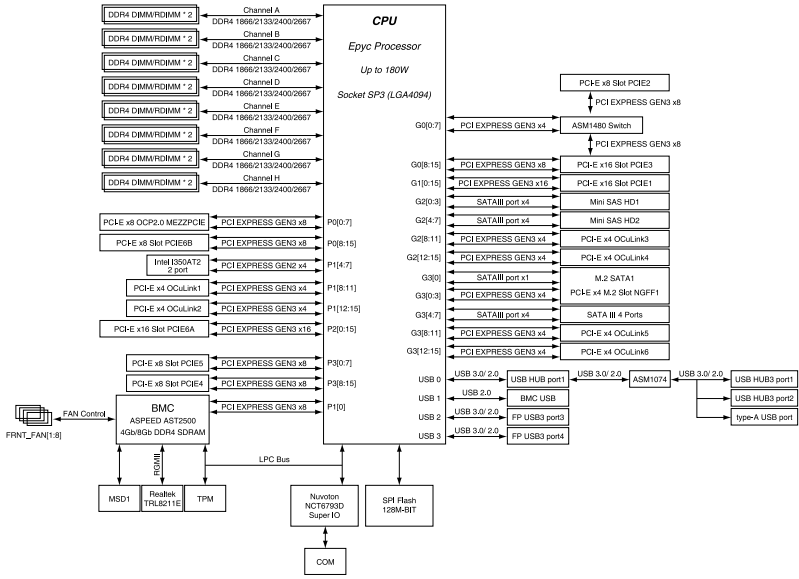 DDR4 DIMM/RDIMM * 2
Channel A
DDR4 1866/2133/2400/2667
DDR4 DIMM/RDIMM * 2
Channel B
DDR4 1866/2133/2400/2667
DDR4 DIMM/RDIMM * 2
Channel C
DDR4 1866/2133/2400/2667
DDR4 DIMM/RDIMM * 2
Channel D
DDR4 1866/2133/2400/2667
DDR4 DIMM/RDIMM * 2
Channel E
DDR4 1866/2133/2400/2667
DDR4 DIMM/RDIMM * 2
Channel F
DDR4 1866/2133/2400/2667
DDR4 DIMM/RDIMM * 2
Channel G
DDR4 1866/2133/2400/2667
DDR4 DIMM/RDIMM * 2
Channel H
DDR4 1866/2133/2400/2667
CPU
Epyc Processor
Up to 180W
Socket SP3 (LGA4094)
PCI-E x8 Slot PCIE2
PCI EXPRESS GEN3 x8
G0[0:7]
PCI EXPRESS GEN3 x4
ASM1480 Switch
PCI EXPRESS GEN3 x8
G0[8:15]
PCI EXPRESS GEN3 x8
PCI-E x16 Slot PCIE3
G1[0:15]
PCI EXPRESS GEN3 x16
PCI-E x16 Slot PCIE1
G2[0:3]
SATAIII port x4
Mini SAS HD1
G2[4:7]
SATAIII port x4
Mini SAS HD2
G2[8:11]
PCI EXPRESS GEN3 x4
PCI-E x4 OCuLink3
G2[12:15]
PCI EXPRESS GEN3 x4
PCI-E x4 OCuLink4
G3[0]
SATAIII port x1
M.2 SATA1
G3[0:3]
PCI EXPRESS GEN3 x4
PCI-E x4 M.2 Slot NGFF1
G3[4:7]
SATAIII port x4
SATA III 4 Ports
G3[8:11]
PCI EXPRESS GEN3 x4
PCI-E x4 OCuLink5
G3[12:15]
PCI EXPRESS GEN3 x4
PCI-E x4 OCuLink6
PCI-E x8 OCP2.0 MEZZPCIE
PCI EXPRESS GEN3 x8
P0[0:7]
PCI-E x8 Slot PCIE6B
PCI EXPRESS GEN3 x8
P0[8:15]
Intel I350AT2
2 port
PCI EXPRESS GEN2 x4
P1[4:7]
PCI-E x4 OCuLink1
PCI EXPRESS GEN3 x4
P1[8:11]
PCI-E x4 OCuLink2
PCI EXPRESS GEN3 x4
P1[12:15]
PCI-E x16 Slot PCIE6A
PCI EXPRESS GEN3 x16
P2[0:15]
PCI-E x8 Slot PCIE5
PCI EXPRESS GEN3 x8
P3[0:7]
PCI-E x8 Slot PCIE4
PCI EXPRESS GEN3 x8
P3[8:15]
BMC
ASPEED AST2500
4Gb/8Gb DDR4 SDRAM
PCI EXPRESS GEN3 x8
P1[0]
FAN Control
FRNT_FAN[1:8]
USB 0
USB 3.0/ 2.0
USB HUB port1
USB 3.0/ 2.0
ASM1074
USB 3.0/ 2.0
USB HUB3 port1
USB HUB3 port2
type-A USB port
USB 1
USB 2.0
BMC USB
USB 2
USB 3.0/ 2.0
FP USB3 port3
USB 3
USB 3.0/ 2.0
FP USB3 port4
RGMII
LPC Bus
MSD1
Realtek
TRL8211E
TPM
Nuvoton
NCT6793D
Super IO
SPI Flash
128M-BIT
COM